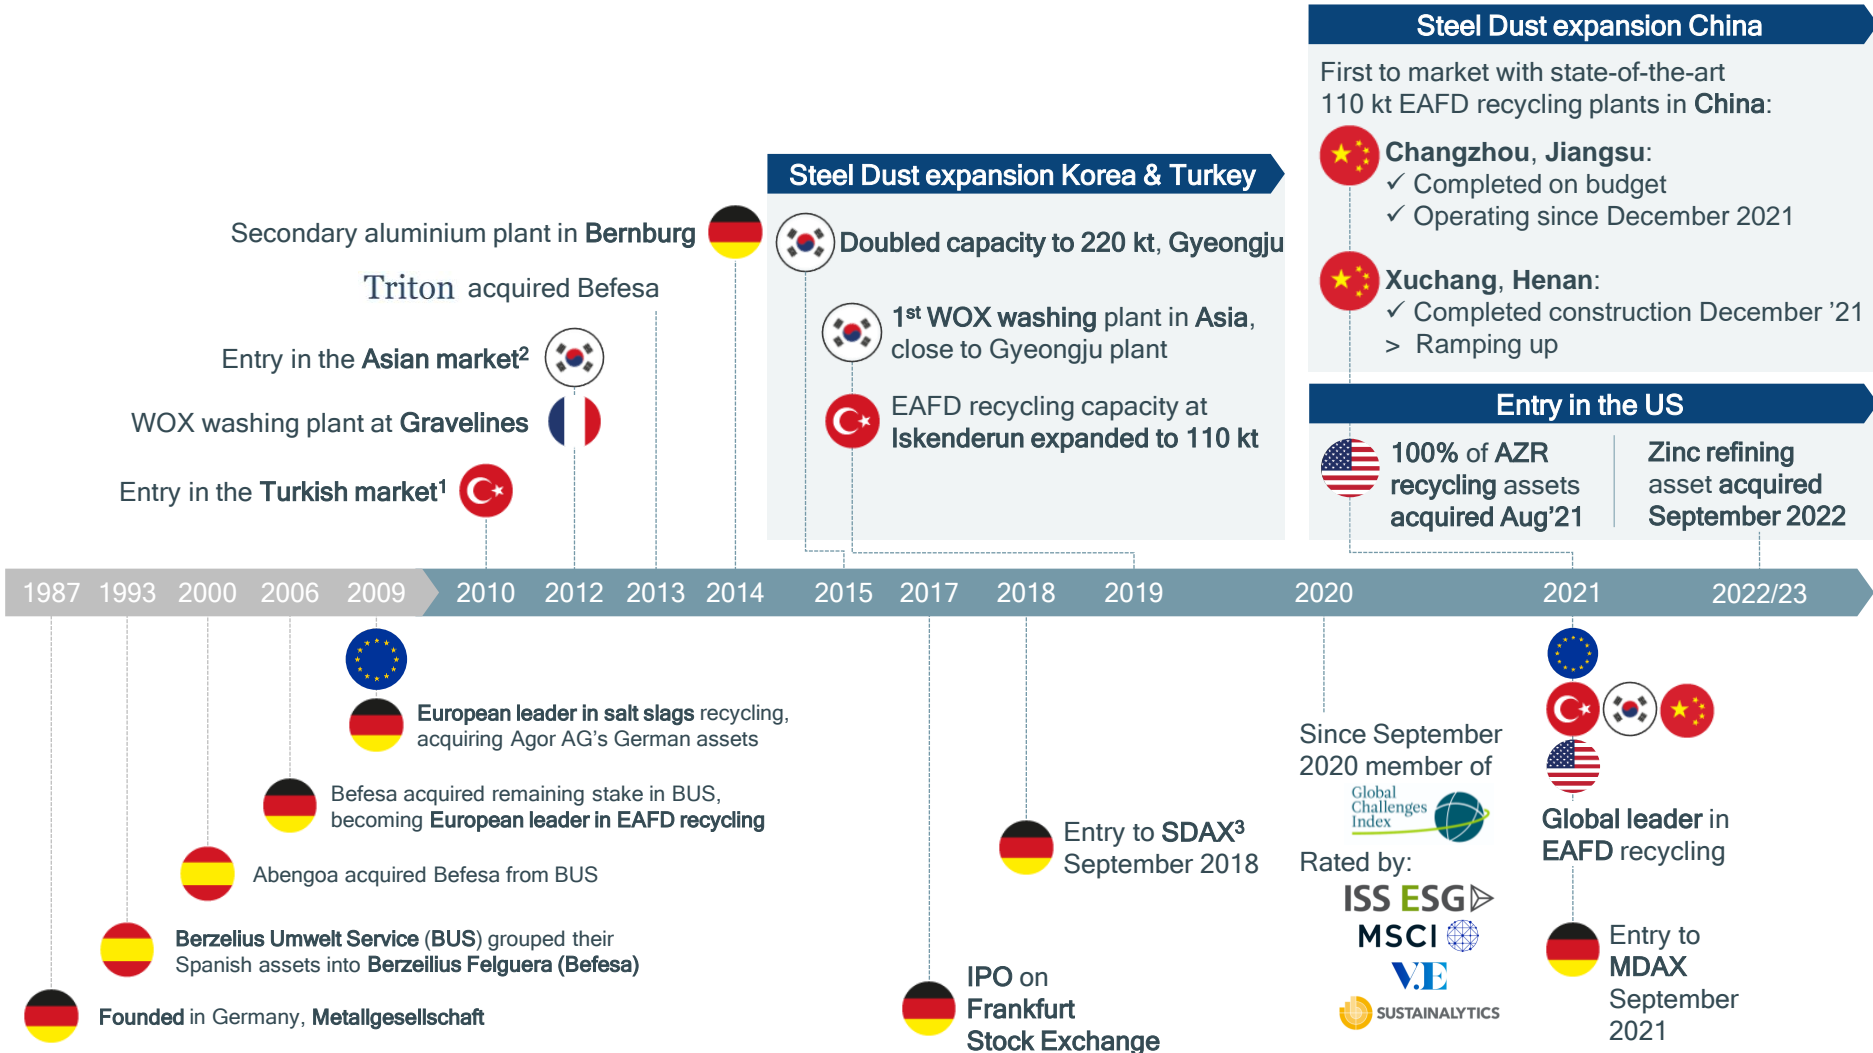 Steel Dust expansion China
First to market with state-of-the-art
110 kt EAFD recycling plants in China:
Changzhou, Jiangsu:
✓ Completed on budget
✓ Operating since December 2021
Xuchang, Henan:
✓ Completed construction December ’21
> Ramping up
Steel Dust expansion Korea & Turkey
Doubled capacity to 220 kt, Gyeongju
1st WOX washing plant in Asia,
close to Gyeongju plant
EAFD recycling capacity at
Iskenderun expanded to 110 kt
Entry in the US
100% of AZR
recycling assets
acquired Aug'21
Zinc refining
asset acquired
September 2022
Secondary aluminium plant in Bernburg
Triton acquired Befesa
Entry in the Asian market2
WOX washing plant at Gravelines
Entry in the Turkish market1
1987 1993 2000 2006 2009 2010 2012 2013 2014 2015 2017 2018 2019 2020 2021 2022/23
European leader in salt slags recycling,
acquiring Agor AG's German assets
Befesa acquired remaining stake in BUS,
becoming European leader in EAFD recycling
Abengoa acquired Befesa from BUS
Berzelius Umwelt Service (BUS) grouped their
Spanish assets into Berzeilius Felguera (Befesa)
Founded in Germany, Metallgesellschaft
IPO on
Frankfurt
Stock Exchange
Entry to SDAX3
September 2018
Since September
2020 member of
Global
Challenges
Index
Rated by:
ISS ESG
MSCI
V.E
SUSTAINALYTICS
Global leader in
EAFD recycling
Entry to
MDAX
September
2021